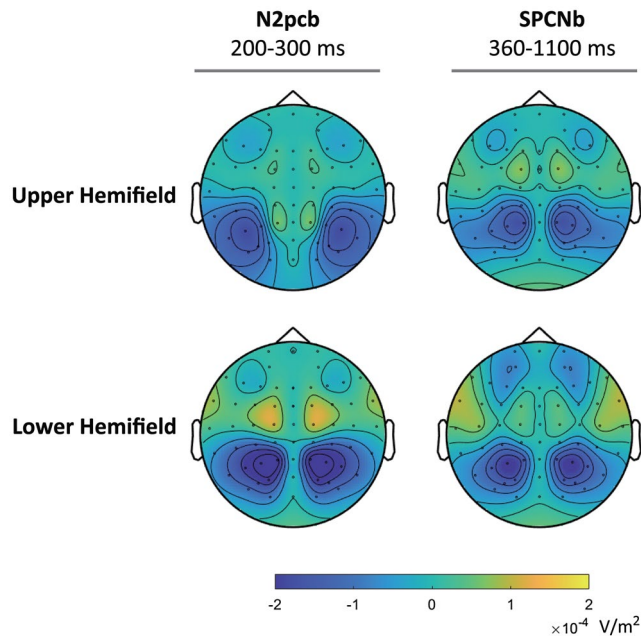 N2pcb
200-300 ms
SPCNb
360-1100 ms
Upper Hemifield
Lower Hemifield
-2 -1 0 1 2
×10⁻⁴ V/m²